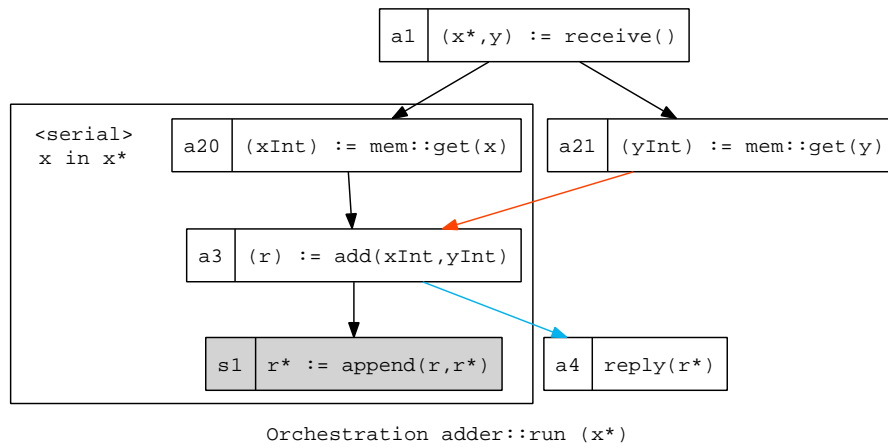 a1 (x*,y) := receive()
<serial>
x in x*
a20 (xInt) := mem::get(x)
a21 (yInt) := mem::get(y)
a3 (r) := add(xInt,yInt)
s1 r* := append(r,r*)
a4 reply(r*)
Orchestration adder::run (x*)